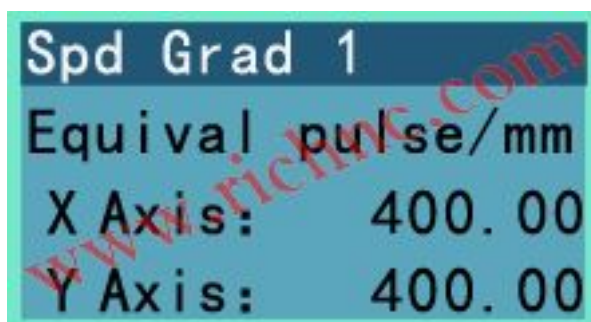 Spd Grad 1
Equival pulse/mm
X Axis: 400.00
Y Axis: 400.00
www.richnc.com